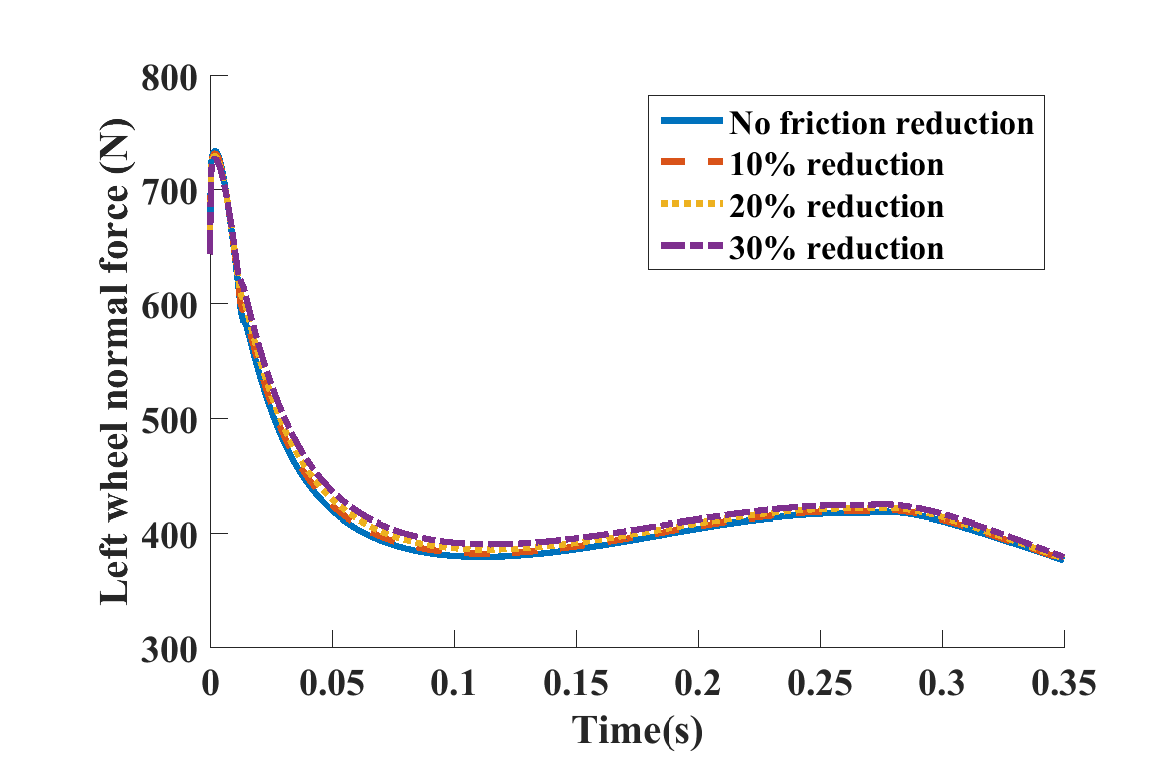 800
700
600
500
400
300
0
0.05
0.1
0.15
0.2
0.25
0.3
0.35
Left wheel normal force (N)
Time(s)
No friction reduction
10% reduction
20% reduction
30% reduction